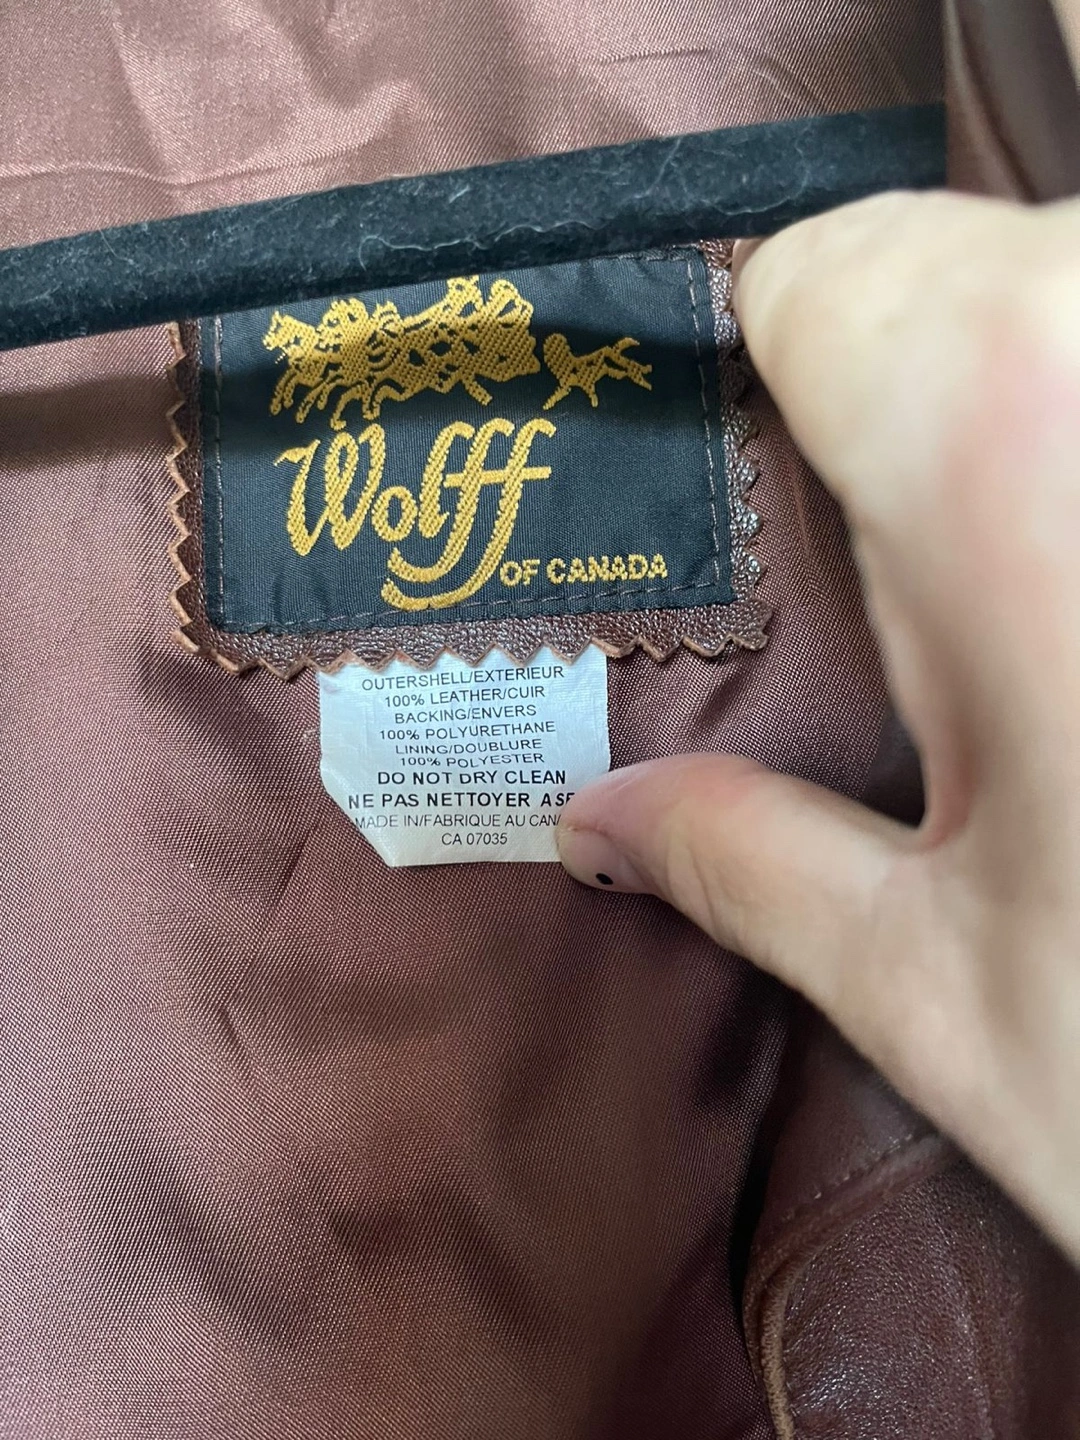 Wolff
OF CANADA
OUTERSHELL/EXTERIEUR
100% LEATHER/CUIR
BACKING/ENVERS
100% POLYURETHANE
LINING/DOUBLURE
100% POLYESTER
DO NOT DRY CLEAN
NE PAS NETTOYER A
MADE IN/FABRIQUE AU
CA 07035